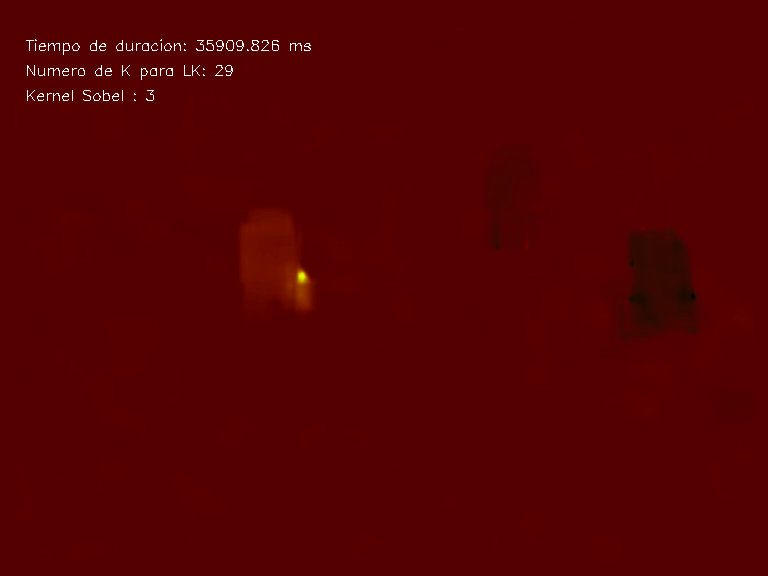 Tiempo de duracion: 35909.826 ms
Numero de K para LK: 29
Kernel Sobel : 3